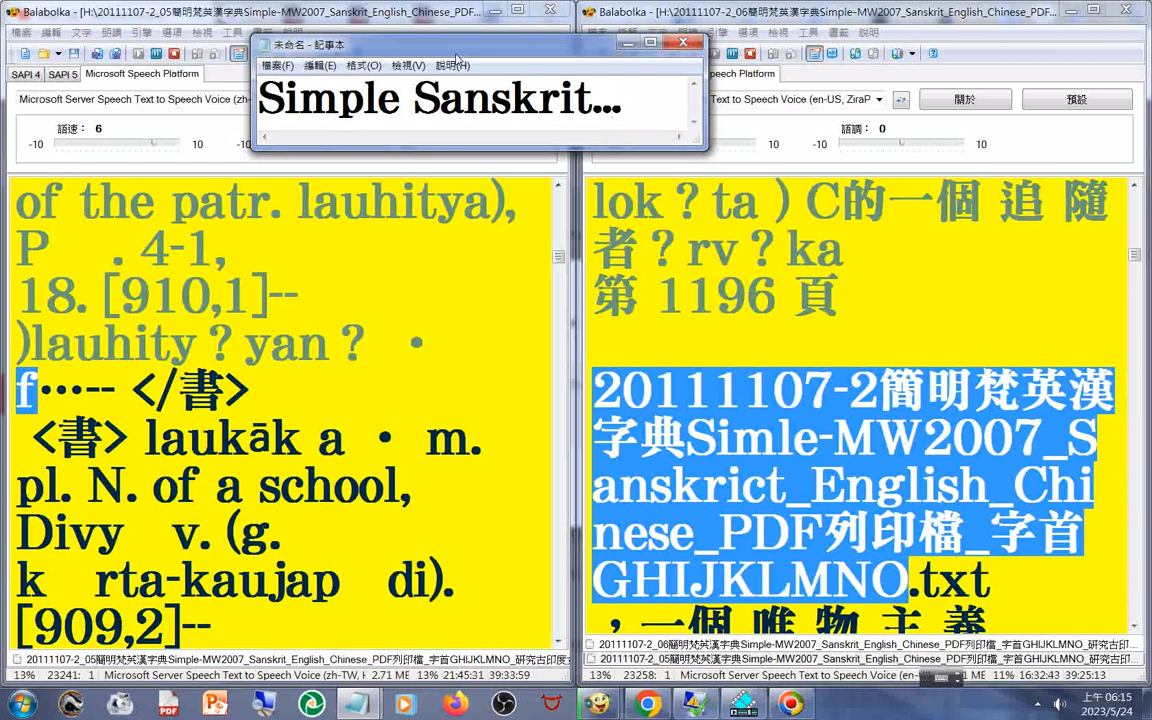 Balabolka - [H:\20111107-2_05簡明梵英漢字典Simple-MW2007_Sanskrit_English_Chinese_PDF...
Balabolka - [H:\20111107-2_06簡明梵英漢字典Simple-MW2007_Sanskrit_English_Chinese_PDF...
未命名 - 記事本
檔案(F) 編輯(E) 格式(O) 檢視(V) 說明(H)
Simple Sanskrit...
SAPI 4 SAPI 5 Microsoft Speech Platform
Microsoft Server Speech Text to Speech Voice (zh-
語速： 6
-10 10
of the patr. lauhitya),
P . 4-1,
18. [910,1]--
)lauhity？yan？ •
f…-- </書>
<書> laukāk a • m.
pl. N. of a school,
Divy v. (g.
k rta-kaujap di).
[909,2]--
20111107-2_05簡明梵英漢字典Simple-MW2007_Sanskrit_English_Chinese_PDF列印檔_字首GHIJKLMNO_研究古印度
13% 23241: 1 Microsoft Server Speech Text to Speech Voice (zh-TW, H 2.71 ME 13% 21:45:31 39:33:59
peech Platform
Microsoft Server Speech Text to Speech Voice (en-US, ZiraP
關於 預設
語調： 0
-10 10
lok？ta ) C的一個 追 隨
者？rv？ka
第 1196 頁
20111107-2簡明梵英漢
字典Simle-MW2007_S
anskrict_English_Chi
nese_PDF列印檔_字首
GHIJKLMNO.txt
，一個 唯 物 主 義
20111107-2_06簡明梵英漢字典Simple-MW2007_Sanskrit_English_Chinese_PDF列印檔_字首GHIJKLMNO_研究古印...
20111107-2_05簡明梵英漢字典Simple-MW2007_Sanskrit_English_Chinese_PDF列印檔_字首GHIJKLMNO_研究古印...
13% 23258: 1 Microsoft Server Speech Text to Speech Voice 11% 16:32:43 39:25:13
上午 06:15
2023/5/24